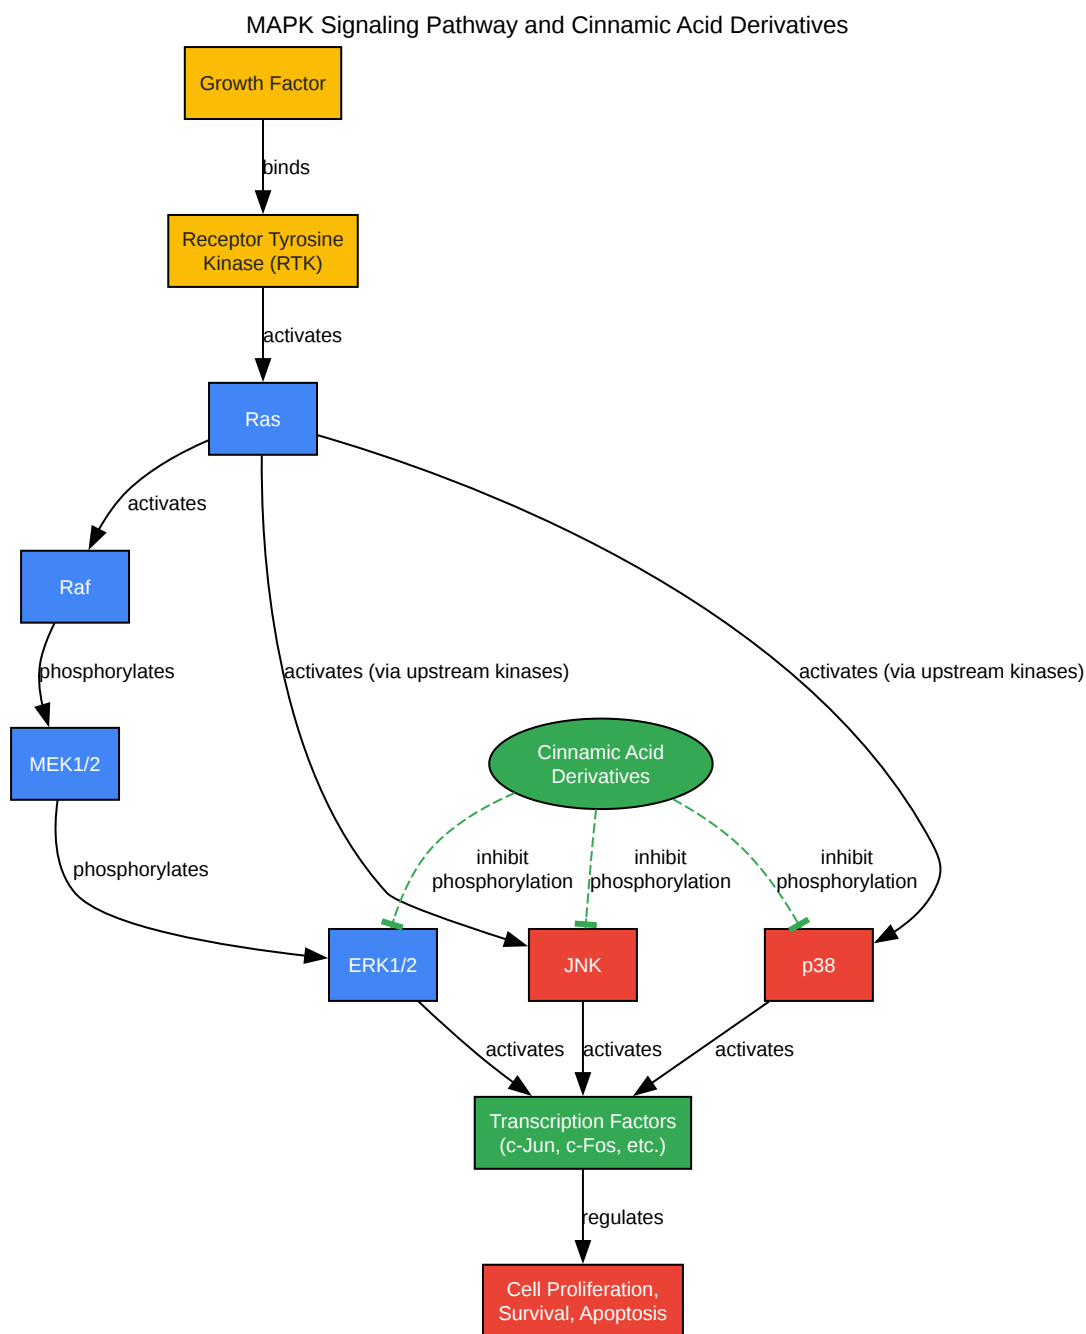 MAPK Signaling Pathway and Cinnamic Acid Derivatives
Growth Factor
binds
Receptor Tyrosine
Kinase (RTK)
activates
Ras
activates
Raf
phosphorylates
activates (via upstream kinases)
activates (via upstream kinases)
MEK1/2
Cinnamic Acid
Derivatives
phosphorylates
inhibit
phosphorylation
inhibit
phosphorylation
inhibit
phosphorylation
ERK1/2
JNK
p38
activates
activates
activates
Transcription Factors
(c-Jun, c-Fos, etc.)
regulates
Cell Proliferation,
Survival, Apoptosis